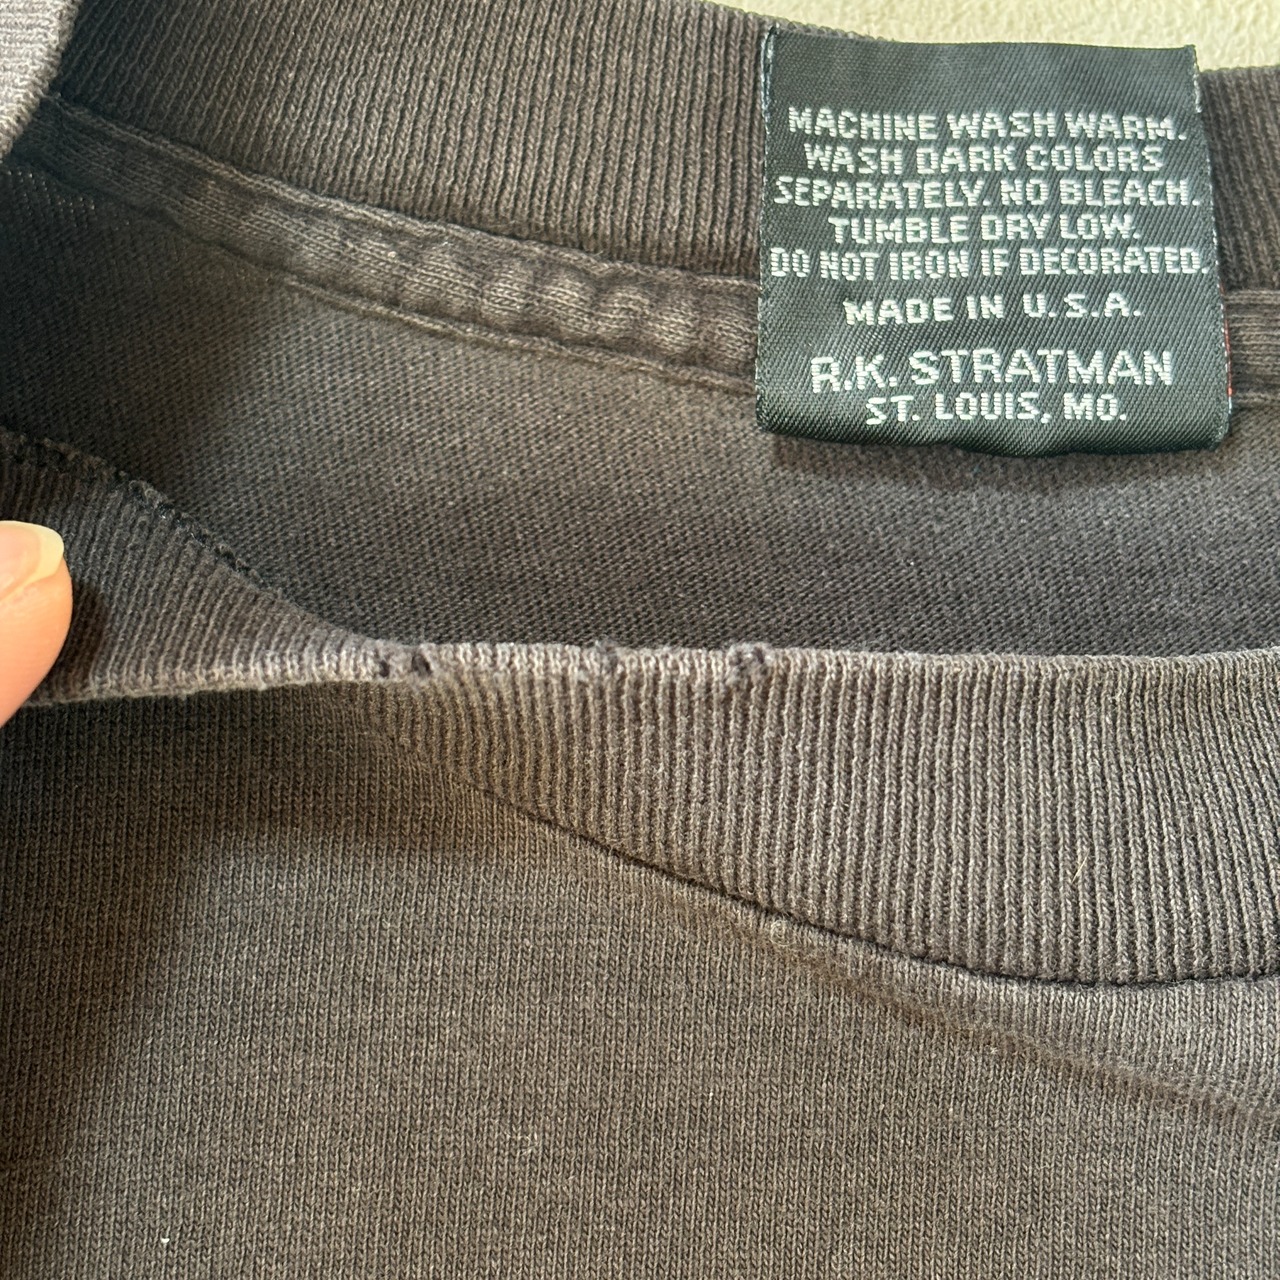 MACHINE WASH WARM.
WASH DARK COLORS
SEPARATELY. NO BLEACH.
TUMBLE DRY LOW.
DO NOT IRON IF DECORATED.
MADE IN U.S.A.
R.K. STRATMAN
ST. LOUIS, MO.